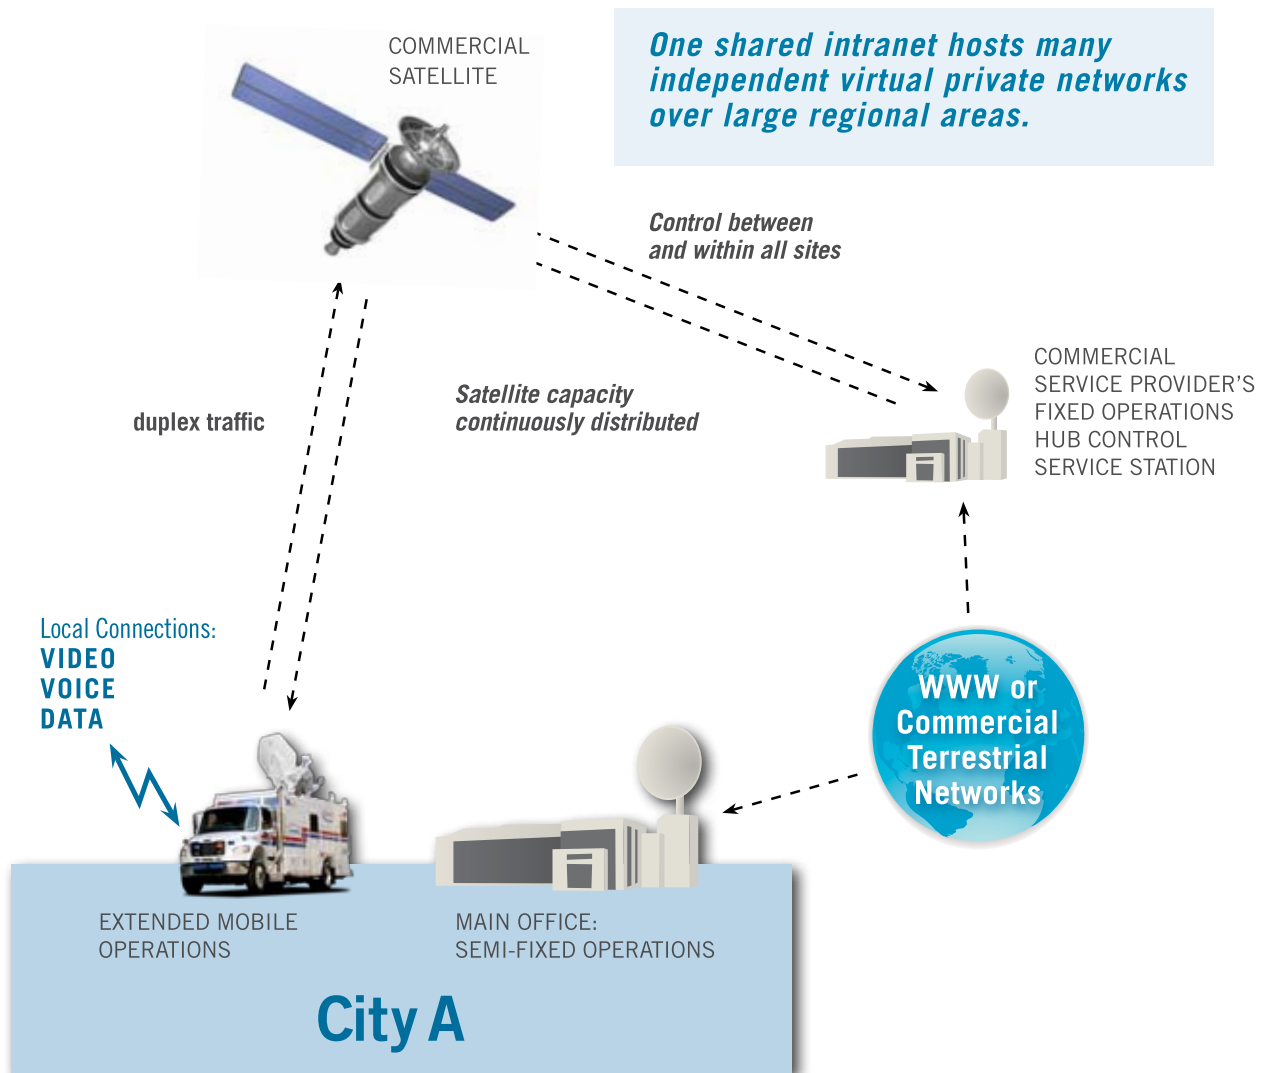 COMMERCIAL
SATELLITE
One shared intranet hosts many
independent virtual private networks
over large regional areas.
Control between
and within all sites
COMMERCIAL
SERVICE PROVIDER'S
FIXED OPERATIONS
HUB CONTROL
SERVICE STATION
duplex traffic
Satellite capacity
continuously distributed
Local Connections:
VIDEO
VOICE
DATA
WWW or
Commercial
Terrestrial
Networks
EXTENDED MOBILE
OPERATIONS
MAIN OFFICE:
SEMI-FIXED OPERATIONS
City A